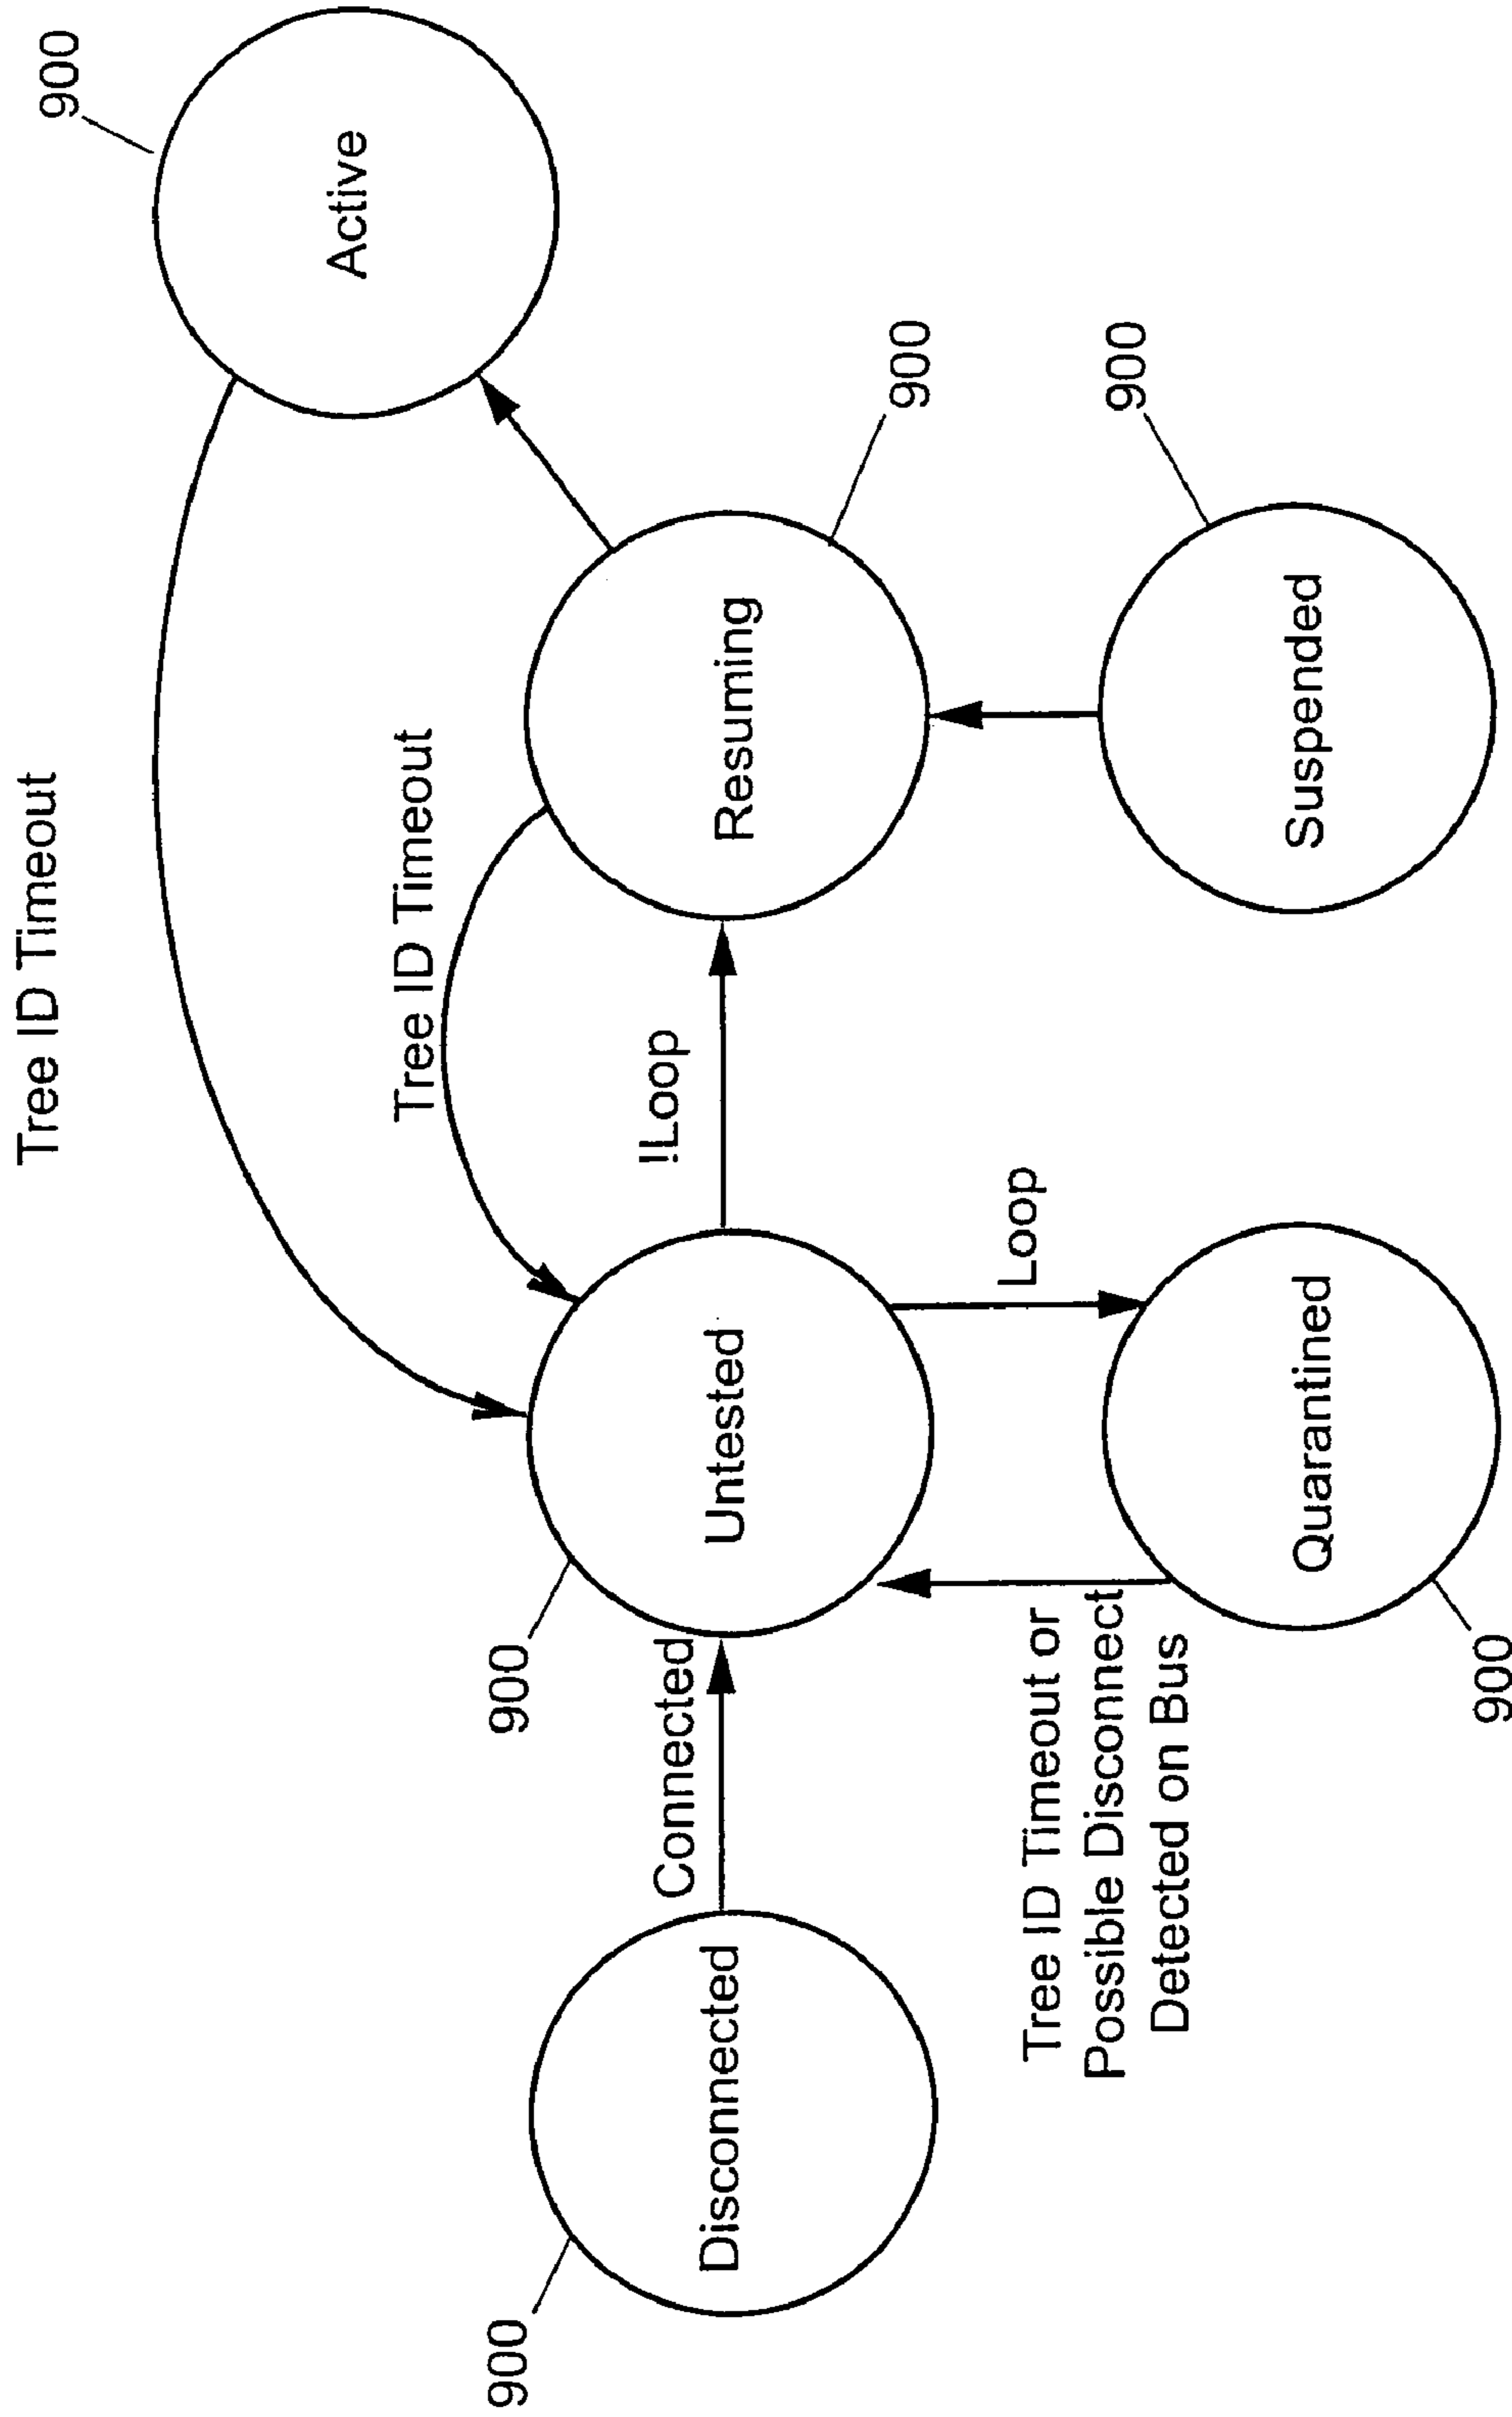 Tree ID Timeout
900
Active
Tree ID Timeout
900
Untested
!Loop
Resuming
900
900
Disconnected
Connected
Loop
Tree ID Timeout or
Possible Disconnect
Detected on Bus
900
Quarantined
900
Suspended